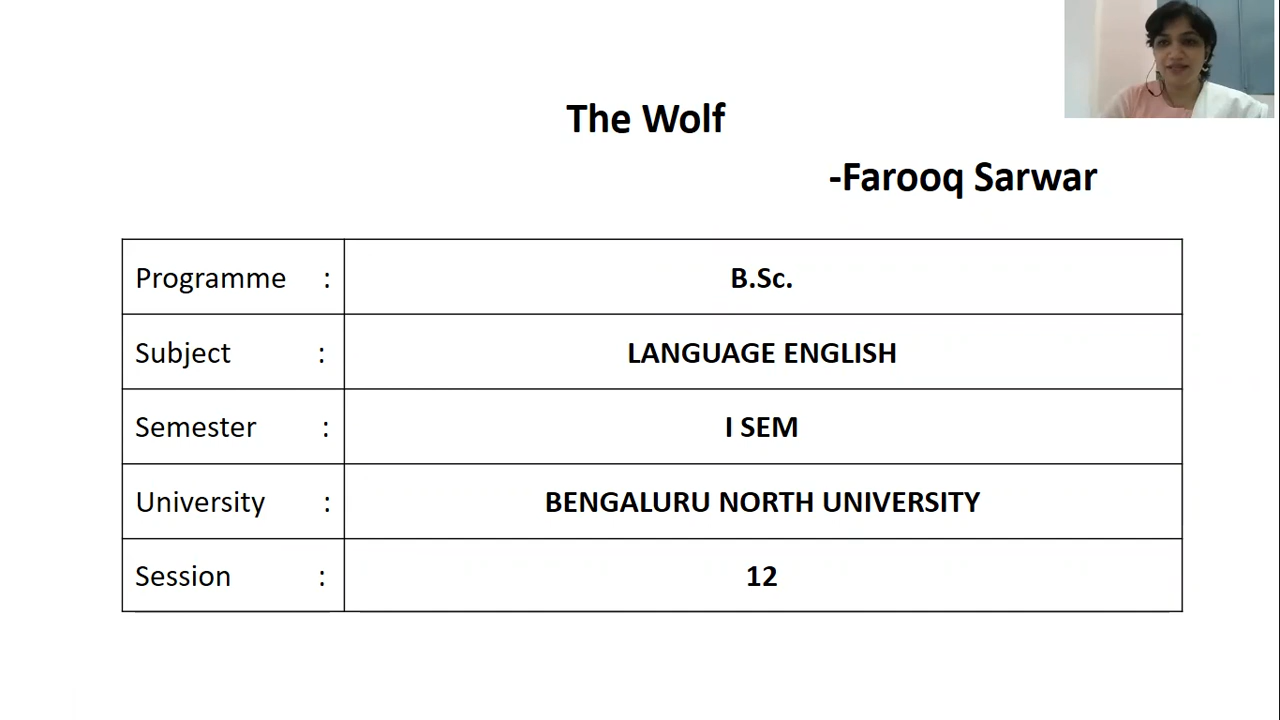 The Wolf
-Farooq Sarwar
Programme : B.Sc.
Subject : LANGUAGE ENGLISH
Semester : I SEM
University : BENGALURU NORTH UNIVERSITY
Session : 12